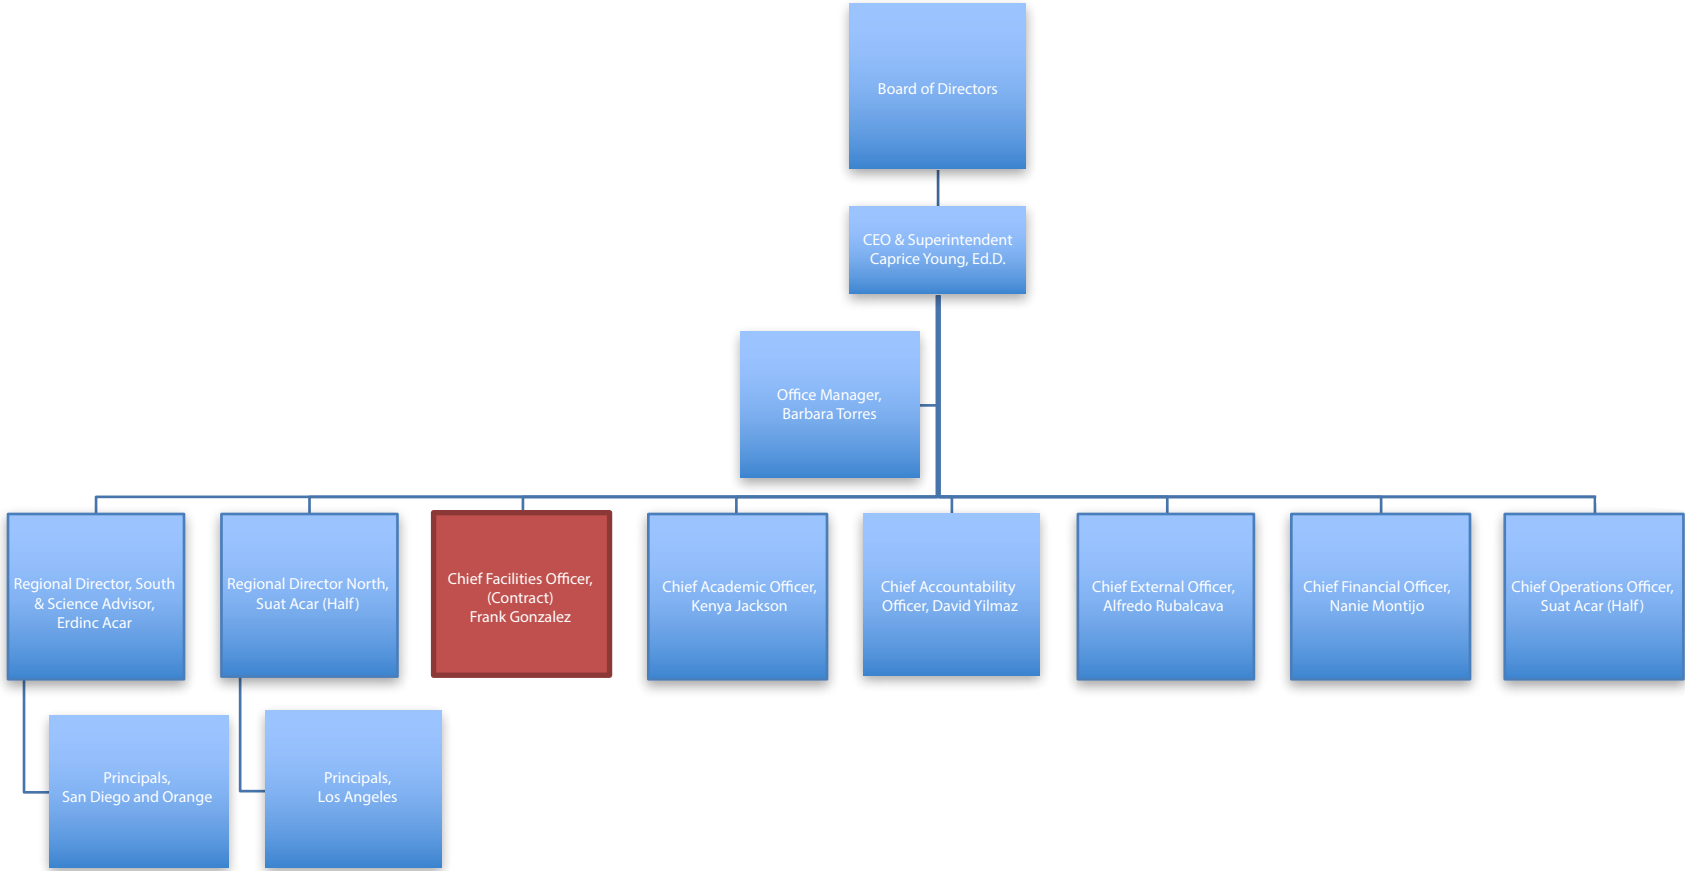 Board of Directors
CEO & Superintendent
Caprice Young, Ed.D.
Office Manager,
Barbara Torres
Regional Director, South
& Science Advisor,
Erdinc Acar
Regional Director North,
Suat Acar (Half)
Chief Facilities Officer,
(Contract)
Frank Gonzalez
Chief Academic Officer,
Kenya Jackson
Chief Accountability
Officer, David Yilmaz
Chief External Officer,
Alfredo Rubalcava
Chief Financial Officer,
Nanie Montijo
Chief Operations Officer,
Suat Acar (Half)
Principals,
San Diego and Orange
Principals,
Los Angeles